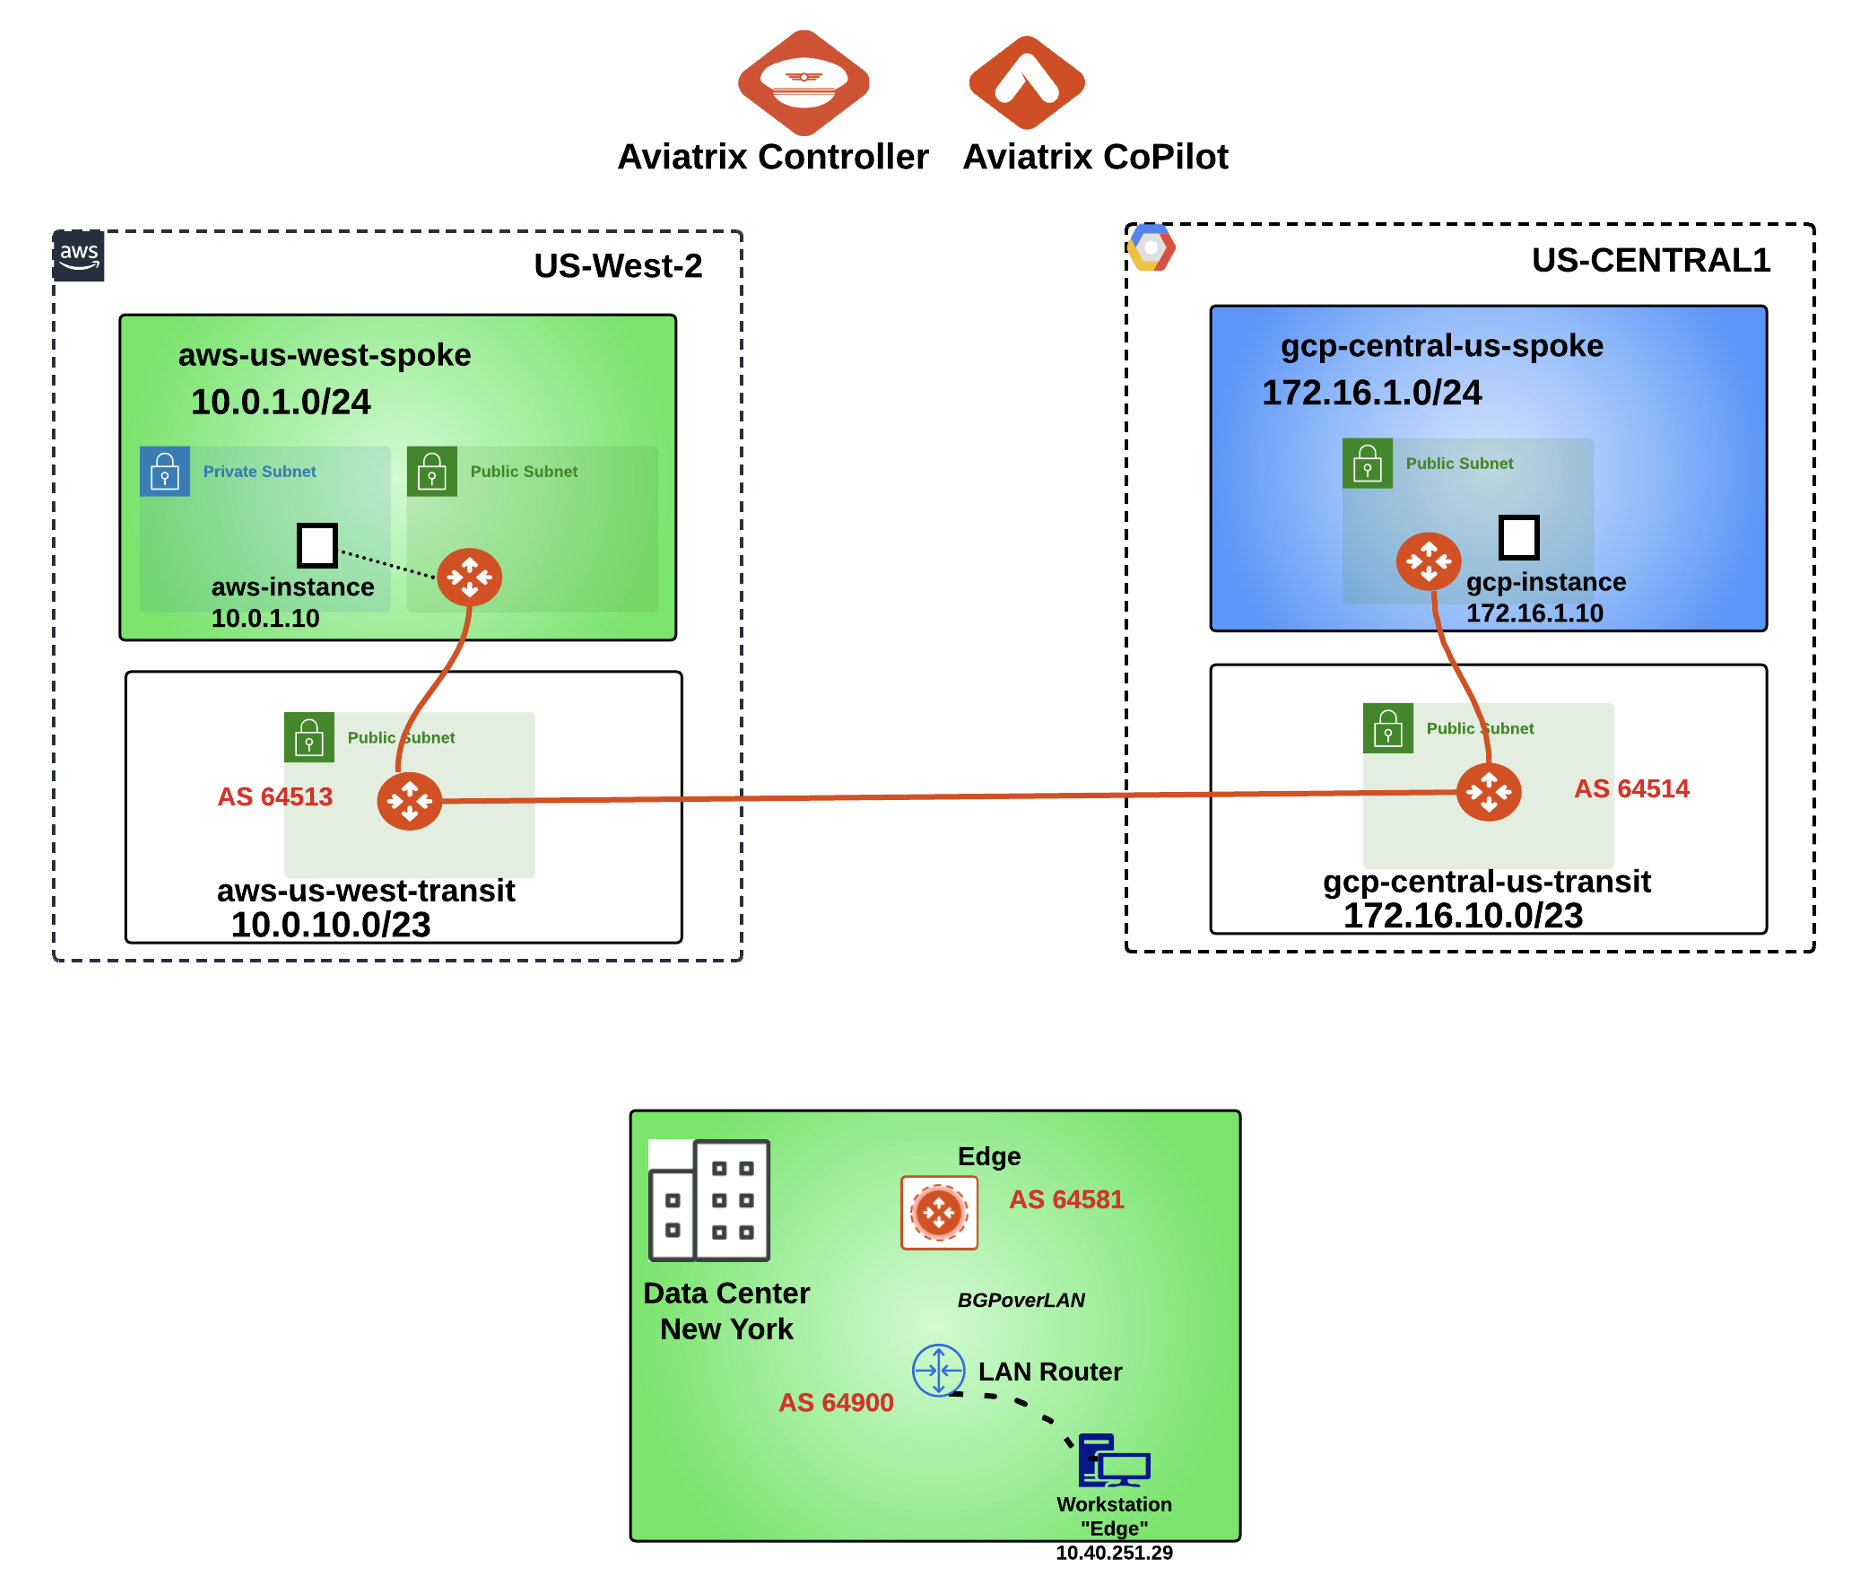 Aviatrix Controller
Aviatrix CoPilot
aws
US-West-2
aws-us-west-spoke
10.0.1.0/24
Private Subnet
Public Subnet
aws-instance
10.0.1.10
Public Subnet
AS 64513
aws-us-west-transit
10.0.10.0/23
US-CENTRAL1
gcp-central-us-spoke
172.16.1.0/24
Public Subnet
gcp-instance
172.16.1.10
Public Subnet
AS 64514
gcp-central-us-transit
172.16.10.0/23
Edge
AS 64581
Data Center
New York
BGPoverLAN
LAN Router
AS 64900
Workstation
"Edge"
10.40.251.29